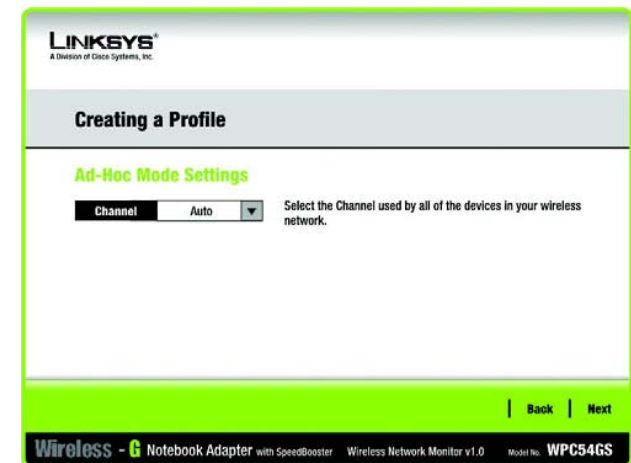 LINKSYS®
A Division of Cisco Systems, Inc.
Creating a Profile
Ad-Hoc Mode Settings
Channel Auto Select the Channel used by all of the devices in your wireless
network.
Back Next
Wireless - G Notebook Adapter with SpeedBooster Wireless Network Monitor v1.0 Model No. WPC54GS